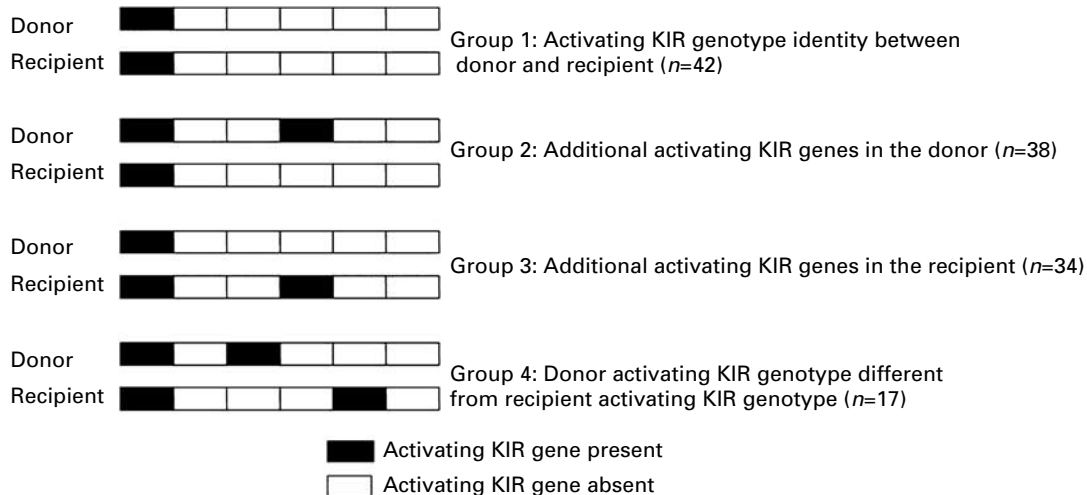 Donor
Recipient
Group 1: Activating KIR genotype identity between
donor and recipient (n=42)
Donor
Recipient
Group 2: Additional activating KIR genes in the donor (n=38)
Donor
Recipient
Group 3: Additional activating KIR genes in the recipient (n=34)
Donor
Recipient
Group 4: Donor activating KIR genotype different
from recipient activating KIR genotype (n=17)
Activating KIR gene present
Activating KIR gene absent